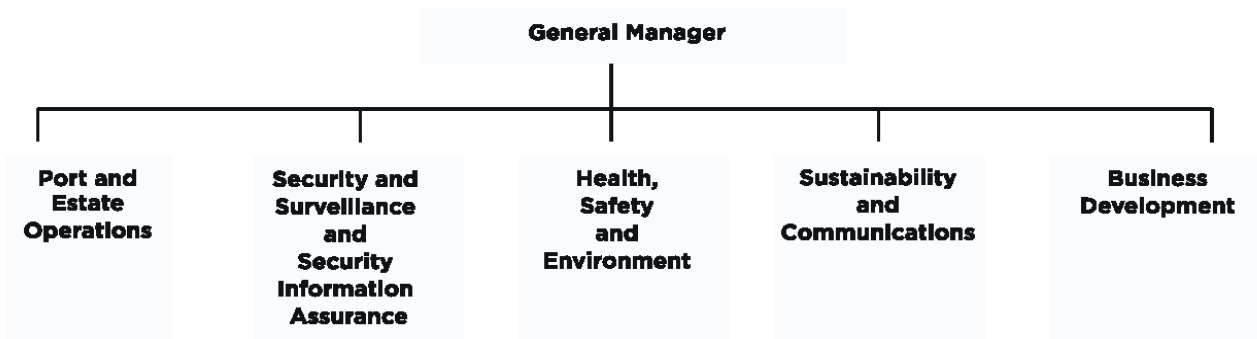 General Manager
Port and
Estate
Operations
Security and
Surveillance
and
Security
Information
Assurance
Health,
Safety
and
Environment
Sustainability
and
Communications
Business
Development